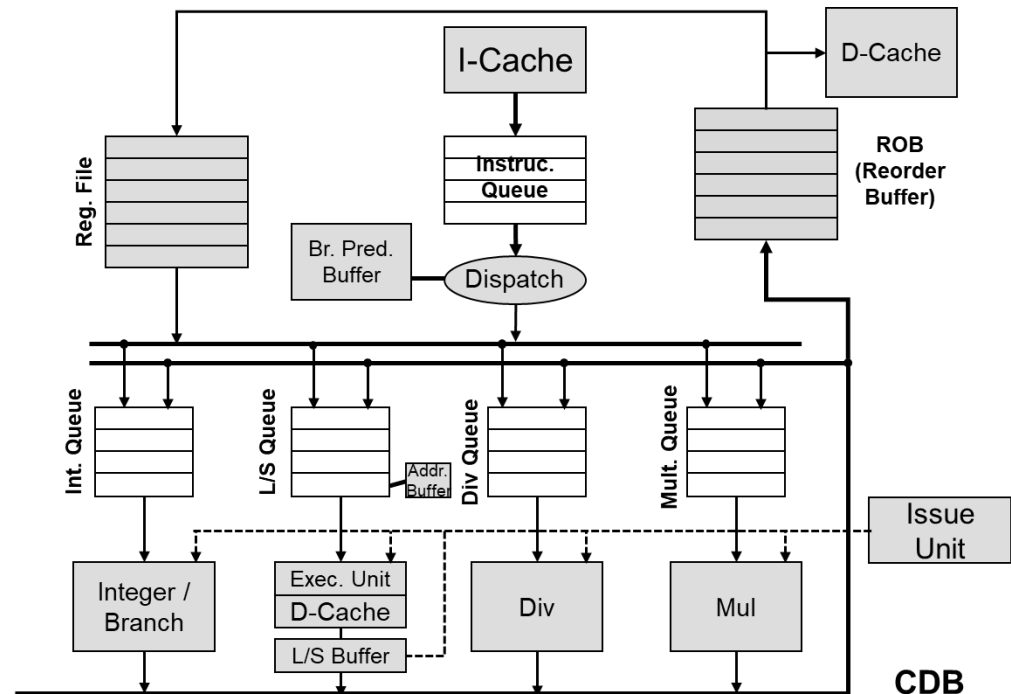 I-Cache
D-Cache
Reg. File
Instruc.
Queue
ROB
(Reorder
Buffer)
Br. Pred.
Buffer
Dispatch
Int. Queue
L/S Queue
Addr.
Buffer
Div Queue
Mult. Queue
Issue
Unit
Integer /
Branch
Exec. Unit
D-Cache
L/S Buffer
Div
Mul
CDB